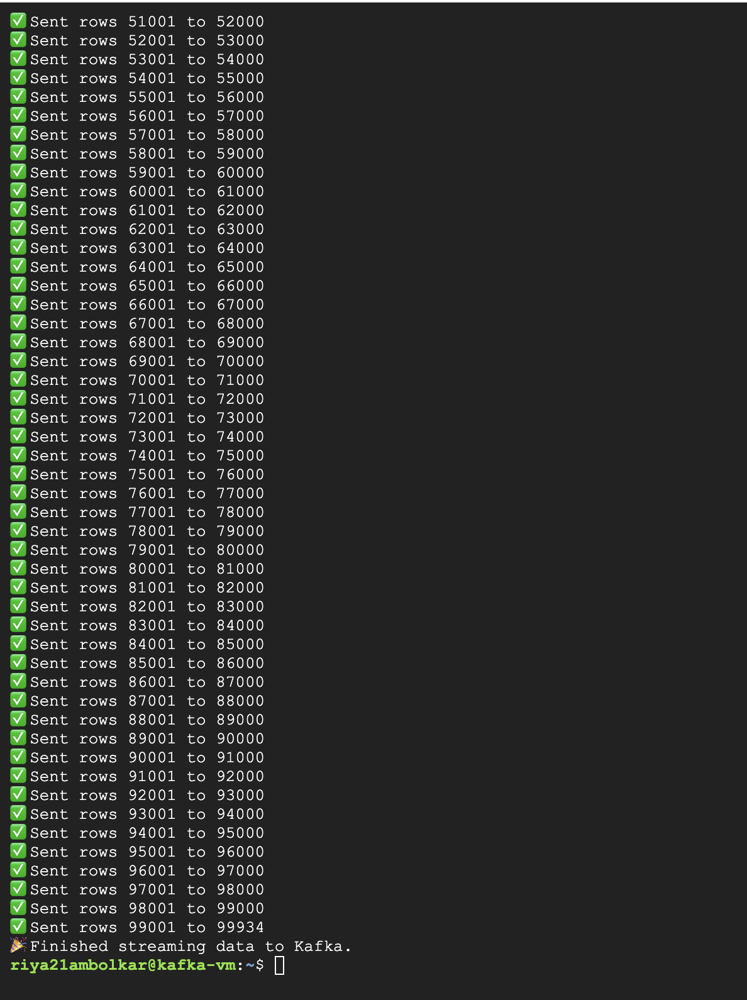 ✅Sent rows 51001 to 52000
✅Sent rows 52001 to 53000
✅Sent rows 53001 to 54000
✅Sent rows 54001 to 55000
✅Sent rows 55001 to 56000
✅Sent rows 56001 to 57000
✅Sent rows 57001 to 58000
✅Sent rows 58001 to 59000
✅Sent rows 59001 to 60000
✅Sent rows 60001 to 61000
✅Sent rows 61001 to 62000
✅Sent rows 62001 to 63000
✅Sent rows 63001 to 64000
✅Sent rows 64001 to 65000
✅Sent rows 65001 to 66000
✅Sent rows 66001 to 67000
✅Sent rows 67001 to 68000
✅Sent rows 68001 to 69000
✅Sent rows 69001 to 70000
✅Sent rows 70001 to 71000
✅Sent rows 71001 to 72000
✅Sent rows 72001 to 73000
✅Sent rows 73001 to 74000
✅Sent rows 74001 to 75000
✅Sent rows 75001 to 76000
✅Sent rows 76001 to 77000
✅Sent rows 77001 to 78000
✅Sent rows 78001 to 79000
✅Sent rows 79001 to 80000
✅Sent rows 80001 to 81000
✅Sent rows 81001 to 82000
✅Sent rows 82001 to 83000
✅Sent rows 83001 to 84000
✅Sent rows 84001 to 85000
✅Sent rows 85001 to 86000
✅Sent rows 86001 to 87000
✅Sent rows 87001 to 88000
✅Sent rows 88001 to 89000
✅Sent rows 89001 to 90000
✅Sent rows 90001 to 91000
✅Sent rows 91001 to 92000
✅Sent rows 92001 to 93000
✅Sent rows 93001 to 94000
✅Sent rows 94001 to 95000
✅Sent rows 95001 to 96000
✅Sent rows 96001 to 97000
✅Sent rows 97001 to 98000
✅Sent rows 98001 to 99000
✅Sent rows 99001 to 99934
🎉Finished streaming data to Kafka.
riya21ambolkar@kafka-vm:~$